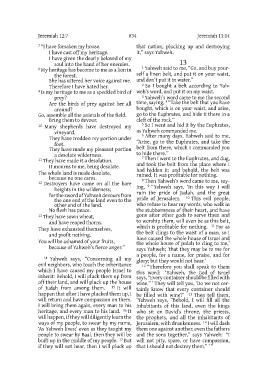 Jeremiah 12:7
834
Jeremiah 13:14
7 “I have forsaken my house.
I have cast off my heritage.
I have given the dearly beloved of my
soul into the hand of her enemies.
8 My heritage has become to me as a lion in
the forest.
She has uttered her voice against me.
Therefore I have hated her.
9 Is my heritage to me as a speckled bird of
prey?
Are the birds of prey against her all
around?
Go, assemble all the animals of the field.
Bring them to devour.
10 Many shepherds have destroyed my
vineyard.
They have trodden my portion under
foot.
They have made my pleasant portion
a desolate wilderness.
11 They have made it a desolation.
It mourns to me, being desolate.
The whole land is made desolate,
because no one cares.
12 Destroyers have come on all the bare
heights in the wilderness;
for the sword of Yahweh devours from
the one end of the land even to the
other end of the land.
No flesh has peace.
13 They have sown wheat,
and have reaped thorns.
They have exhausted themselves,
and profit nothing.
You will be ashamed of your fruits,
because of Yahweh’s fierce anger.”
14 Yahweh says, “Concerning all my
evil neighbors, who touch the inheritance
which I have caused my people Israel to
inherit: Behold, I will pluck them up from
off their land, and will pluck up the house
of Judah from among them. 15 It will
happen that after I have plucked them up, I
will return and have compassion on them.
I will bring them again, every man to his
heritage, and every man to his land. 16 It
will happen, if they will diligently learn the
ways of my people, to swear by my name,
‘As Yahweh lives;’ even as they taught my
people to swear by Baal, then they will be
built up in the middle of my people. 17 But
if they will not hear, then I will pluck up
that nation, plucking up and destroying
it,” says Yahweh.
13
1 Yahweh said to me, “Go, and buy your-
self a linen belt, and put it on your waist,
and don’t put it in water.”
2 So I bought a belt according to Yah-
weh’s word, and put it on my waist.
3 Yahweh’s word came to me the second
time, saying, 4 “Take the belt that you have
bought, which is on your waist, and arise,
go to the Euphrates, and hide it there in a
cleft of the rock.”
5 So I went and hid it by the Euphrates,
as Yahweh commanded me.
6 After many days, Yahweh said to me,
“Arise, go to the Euphrates, and take the
belt from there, which I commanded you
to hide there.”
7 Then I went to the Euphrates, and dug,
and took the belt from the place where I
had hidden it; and behold, the belt was
ruined. It was profitable for nothing.
8 Then Yahweh’s word came to me, say-
ing, 9 “Yahweh says, ‘In this way I will
ruin the pride of Judah, and the great
pride of Jerusalem. 10 This evil people,
who refuse to hear my words, who walk in
the stubbornness of their heart, and have
gone after other gods to serve them and
to worship them, will even be as this belt,
which is profitable for nothing. 11 For as
the belt clings to the waist of a man, so I
have caused the whole house of Israel and
the whole house of Judah to cling to me,’
says Yahweh; ‘that they may be to me for
a people, for a name, for praise, and for
glory; but they would not hear.’
12 “Therefore you shall speak to them
this word: ‘Yahweh, the God of Israel
says, “Every container should be filled with
wine.”’ They will tell you, ‘Do we not cer-
tainly know that every container should
be filled with wine?’ 13 Then tell them,
‘Yahweh says, “Behold, I will fill all the
inhabitants of this land, even the kings
who sit on David’s throne, the priests,
the prophets, and all the inhabitants of
Jerusalem, with drunkenness. 14 I will dash
them one against another, even the fathers
and the sons together,” says Yahweh: “I
will not pity, spare, or have compassion,
that I should not destroy them.”’”